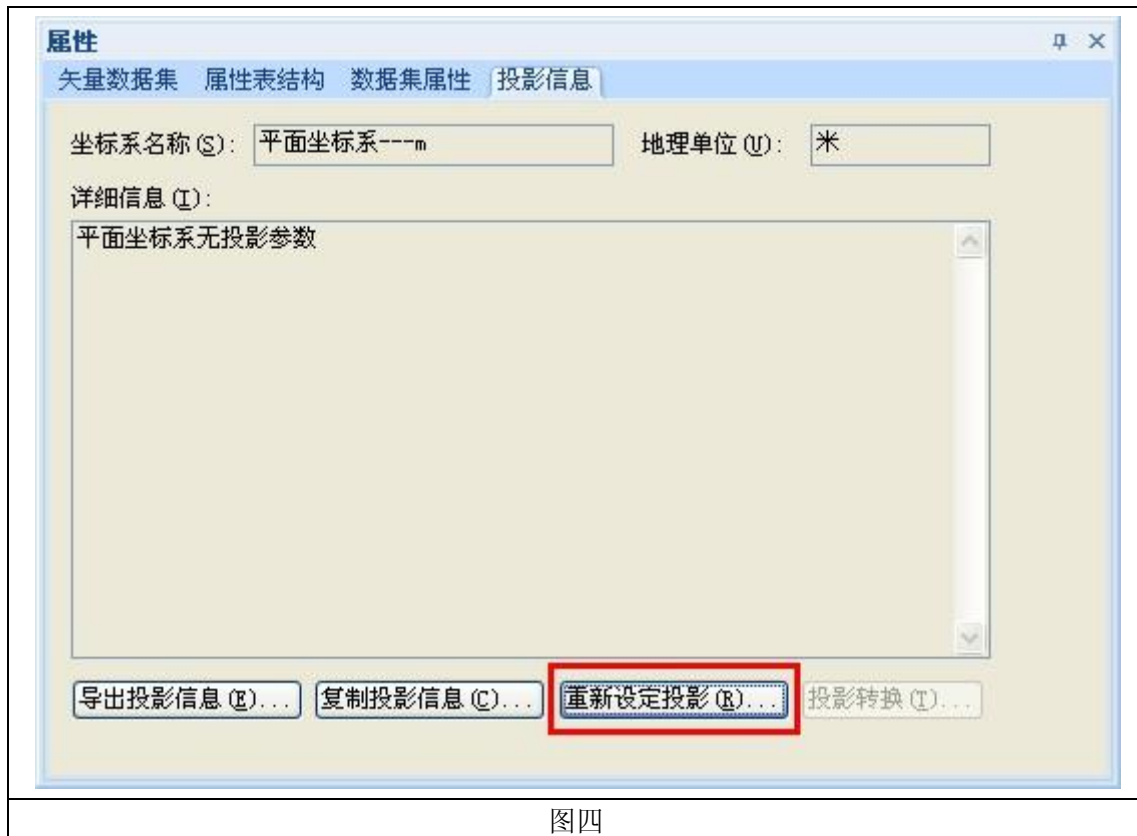 属性
矢量数据集 属性表结构 数据集属性 投影信息
坐标系名称(S): 平面坐标系---m 地理单位(U): 米
详细信息(I):
平面坐标系无投影参数
导出投影信息(E)... 复制投影信息(C)... 重新设定投影(R)... 投影转换(T)...
图四